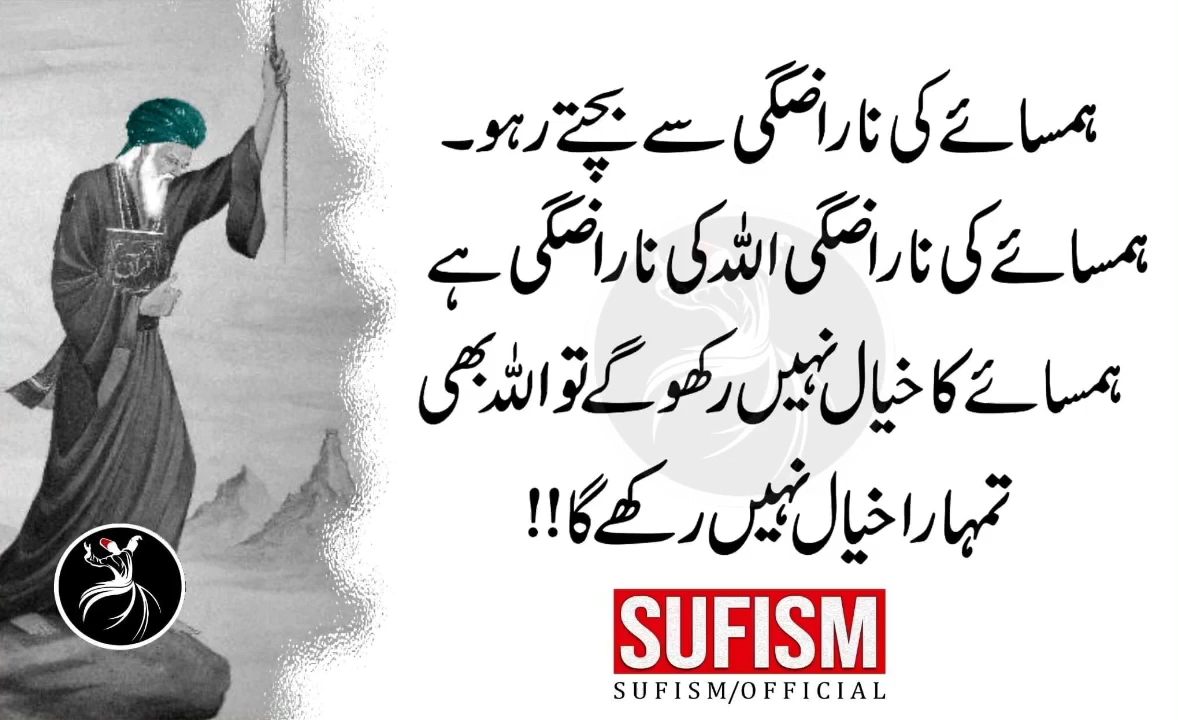 ہمسائے کی ناراضگی سے بچتے رہو۔
ہمسائے کی ناراضگی اللہ کی ناراضگی ہے
ہمسائے کا خیال نہیں رکھو گے تو اللہ بھی
تمہارا خیال نہیں رکھے گا!!
SUFISM
SUFISM/OFFICIAL